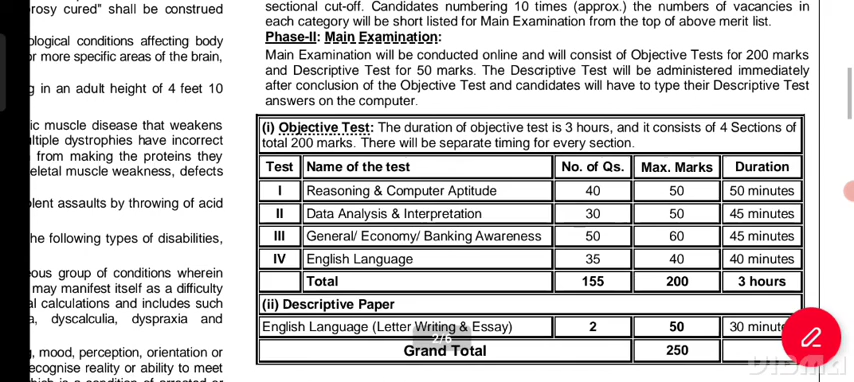 rosy cured" shall be construed
ological conditions affecting body
or more specific areas of the brain,
g in an adult height of 4 feet 10
ic muscle disease that weakens
ultiple dystrophies have incorrect
from making the proteins they
eletal muscle weakness, defects
olent assaults by throwing of acid
he following types of disabilities,
ous group of conditions wherein
may manifest itself as a difficulty
al calculations and includes such
a, dyscalculia, dyspraxia and
, mood, perception, orientation or
ecognise reality or ability to meet
sectional cut-off. Candidates numbering 10 times (approx.) the numbers of vacancies in
each category will be short listed for Main Examination from the top of above merit list.
Phase-II: Main Examination:
Main Examination will be conducted online and will consist of Objective Tests for 200 marks
and Descriptive Test for 50 marks. The Descriptive Test will be administered immediately
after conclusion of the Objective Test and candidates will have to type their Descriptive Test
answers on the computer.
(i) Objective Test: The duration of objective test is 3 hours, and it consists of 4 Sections of
total 200 marks. There will be separate timing for every section.
Test Name of the test No. of Qs. Max. Marks Duration
I Reasoning & Computer Aptitude 40 50 50 minutes
II Data Analysis & Interpretation 30 50 45 minutes
III General/ Economy/ Banking Awareness 50 60 45 minutes
IV English Language 35 40 40 minutes
Total 155 200 3 hours
(ii) Descriptive Paper
English Language (Letter Writing & Essay) 2 50 30 minute
Grand Total 250